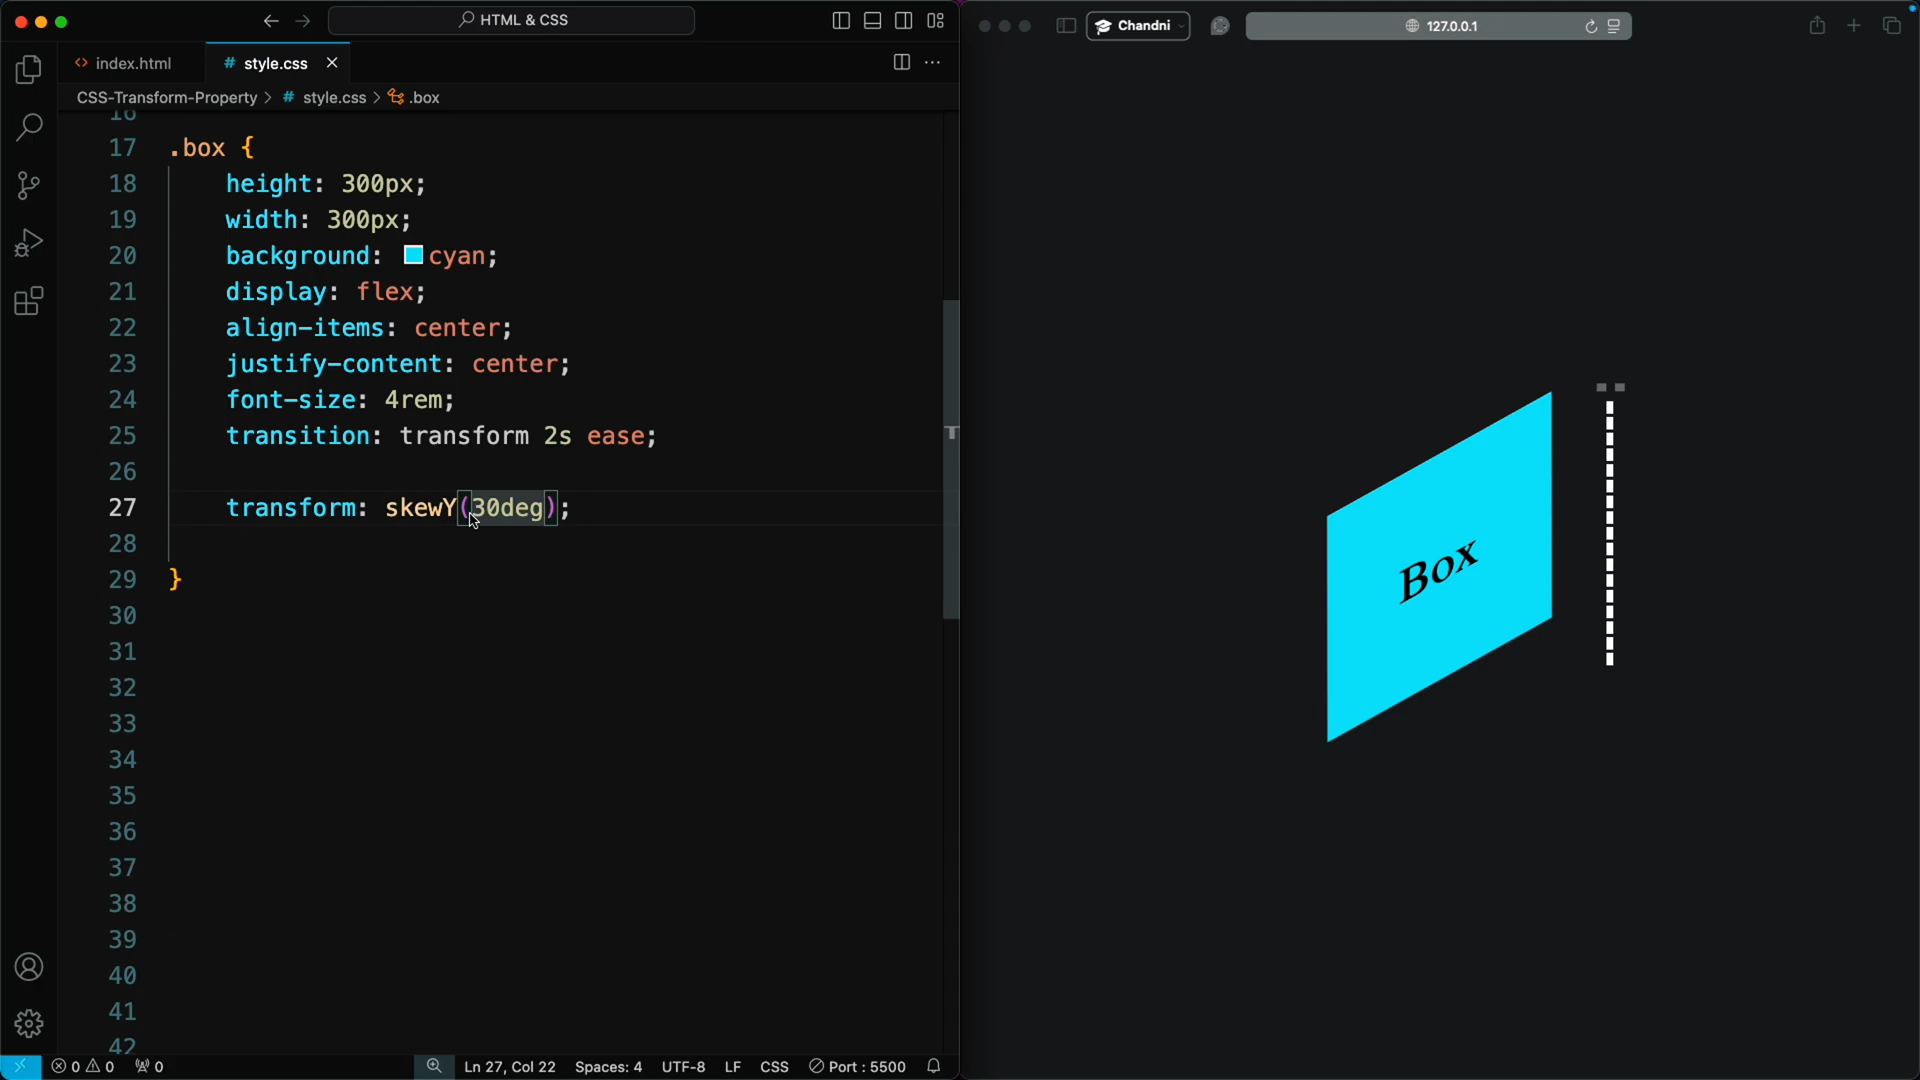 HTML & CSS
index.html
# style.css
CSS-Transform-Property > # style.css > .box
16
17 .box {
18 height: 300px;
19 width: 300px;
20 background: cyan;
21 display: flex;
22 align-items: center;
23 justify-content: center;
24 font-size: 4rem;
25 transition: transform 2s ease;
26
27 transform: skewY(30deg);
28
29 }
30
31
32
33
34
35
36
37
38
39
40
41
42
0 0 0 Ln 27, Col 22 Spaces: 4 UTF-8 LF CSS Port : 5500
Chandni
127.0.0.1
Box